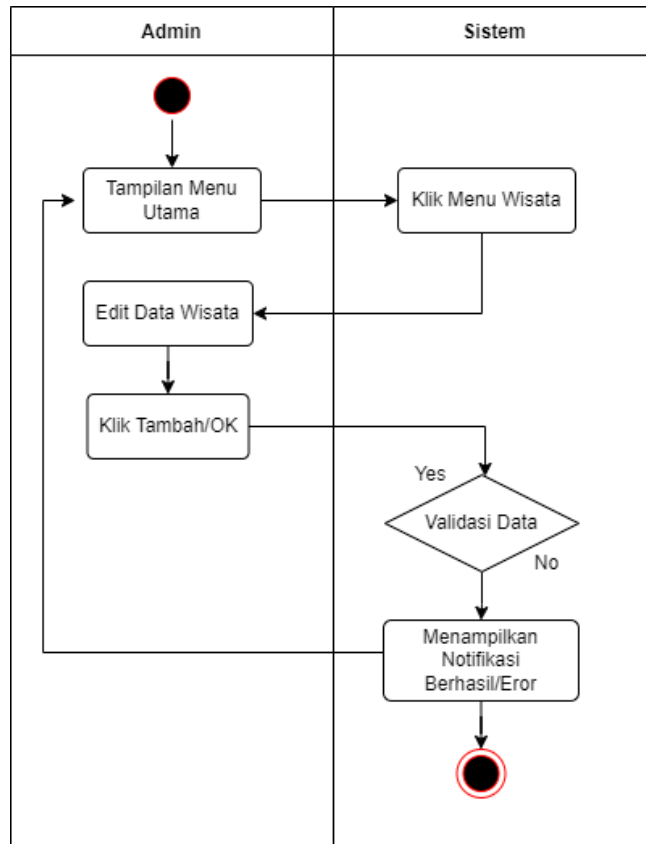 Admin
Sistem
Tampilan Menu
Utama
Klik Menu Wisata
Edit Data Wisata
Klik Tambah/OK
Yes
Validasi Data
No
Menampilkan
Notifikasi
Berhasil/Eror